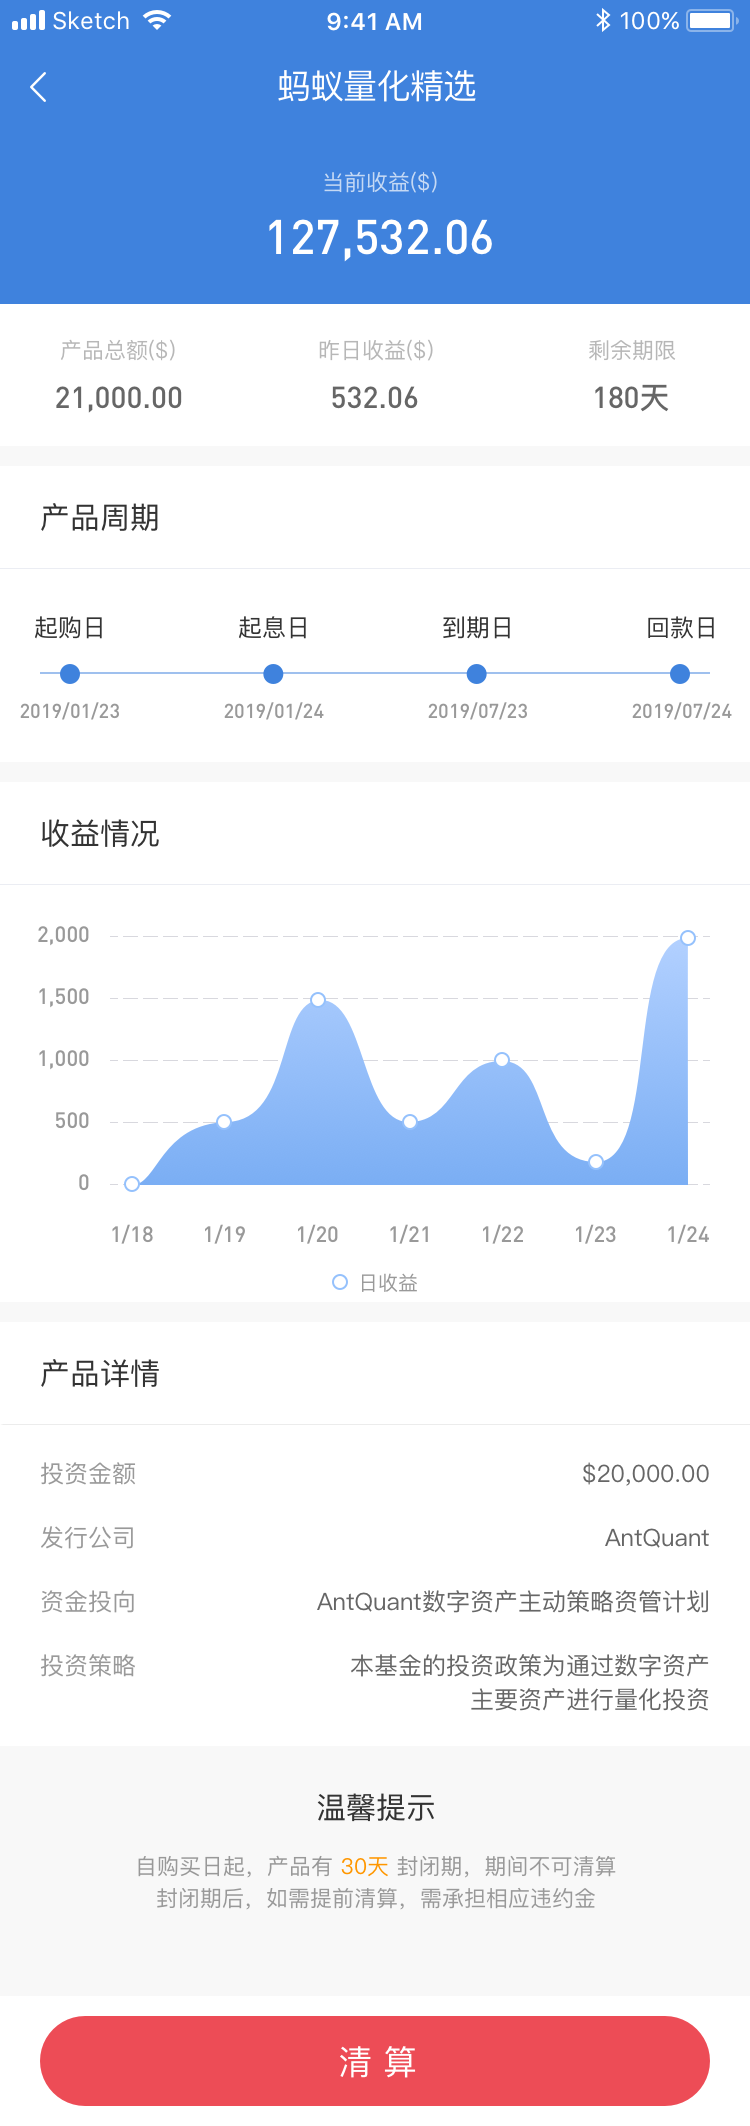 Sketch 9:41 AM 100%
蚂蚁量化精选
当前收益($)
127,532.06
产品总额($) 昨日收益($) 剩余期限
21,000.00 532.06 180天
产品周期
起购日 起息日 到期日 回款日
2019/01/23 2019/01/24 2019/07/23 2019/07/24
收益情况
2,000
1,500
1,000
500
0
1/18 1/19 1/20 1/21 1/22 1/23 1/24
日收益
产品详情
投资金额 $20,000.00
发行公司 AntQuant
资金投向 AntQuant数字资产主动策略资管计划
投资策略 本基金的投资政策为通过数字资产
主要资产进行量化投资
温馨提示
自购买日起，产品有 30天 封闭期，期间不可清算
封闭期后，如需提前清算，需承担相应违约金
清 算